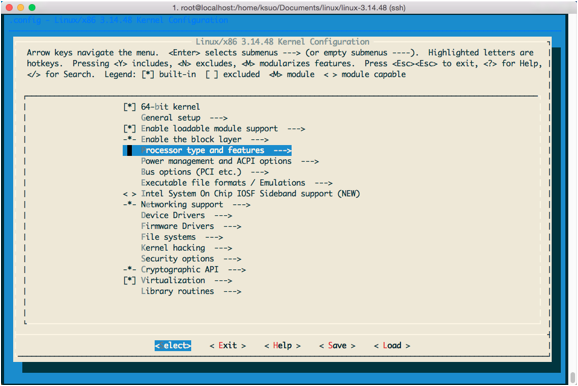 1. root@localhost:/home/ksuo/Documents/linux/linux-3.14.48 (ssh)
config - Linux/x86 3.14.48 Kernel Configuration
Linux/x86 3.14.48 Kernel Configuration
Arrow keys navigate the menu. <Enter> selects submenus ---> (or empty submenus ----). Highlighted letters are
hotkeys. Pressing <Y> includes, <N> excludes, <M> modularizes features. Press <Esc><Esc> to exit, <?> for Help,
</> for Search. Legend: [*] built-in [ ] excluded <M> module < > module capable
[*] 64-bit kernel
General setup --->
[*] Enable loadable module support --->
-*- Enable the block layer --->
rocessor type and features --->
Power management and ACPI options --->
Bus options (PCI etc.) --->
Executable file formats / Emulations --->
< > Intel System On Chip IOSF Sideband support (NEW)
-*- Networking support --->
Device Drivers --->
Firmware Drivers --->
File systems --->
Kernel hacking --->
Security options --->
-*- Cryptographic API --->
[*] Virtualization --->
Library routines --->
< elect> < Exit > < Help > < Save > < Load >